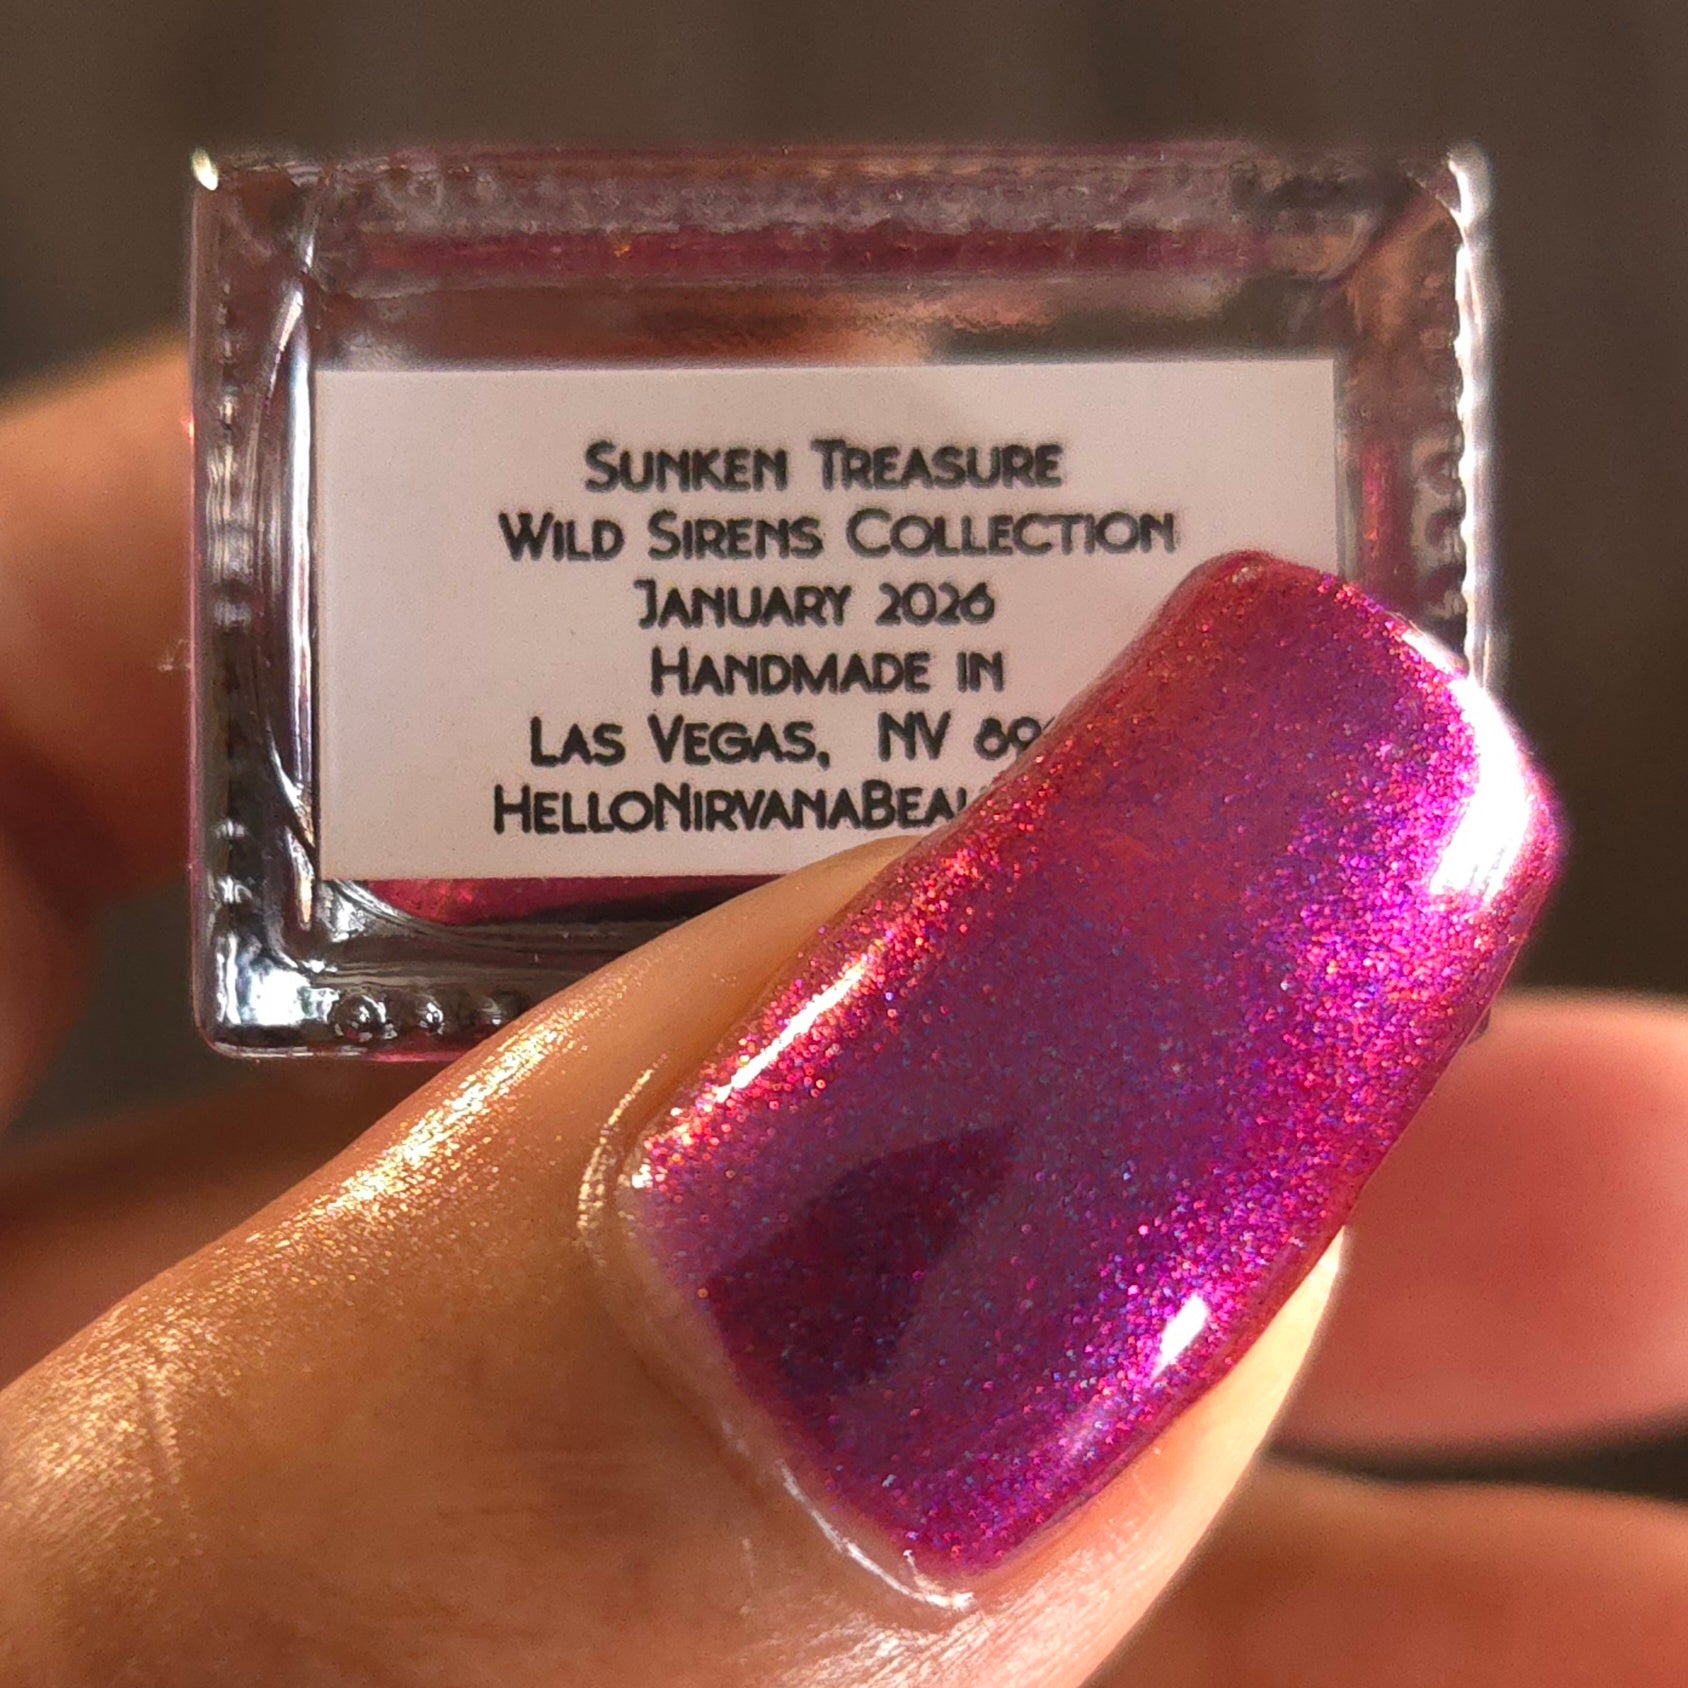 Sunken Treasure
Wild Sirens Collection
January 2026
Handmade in
Las Vegas, NV